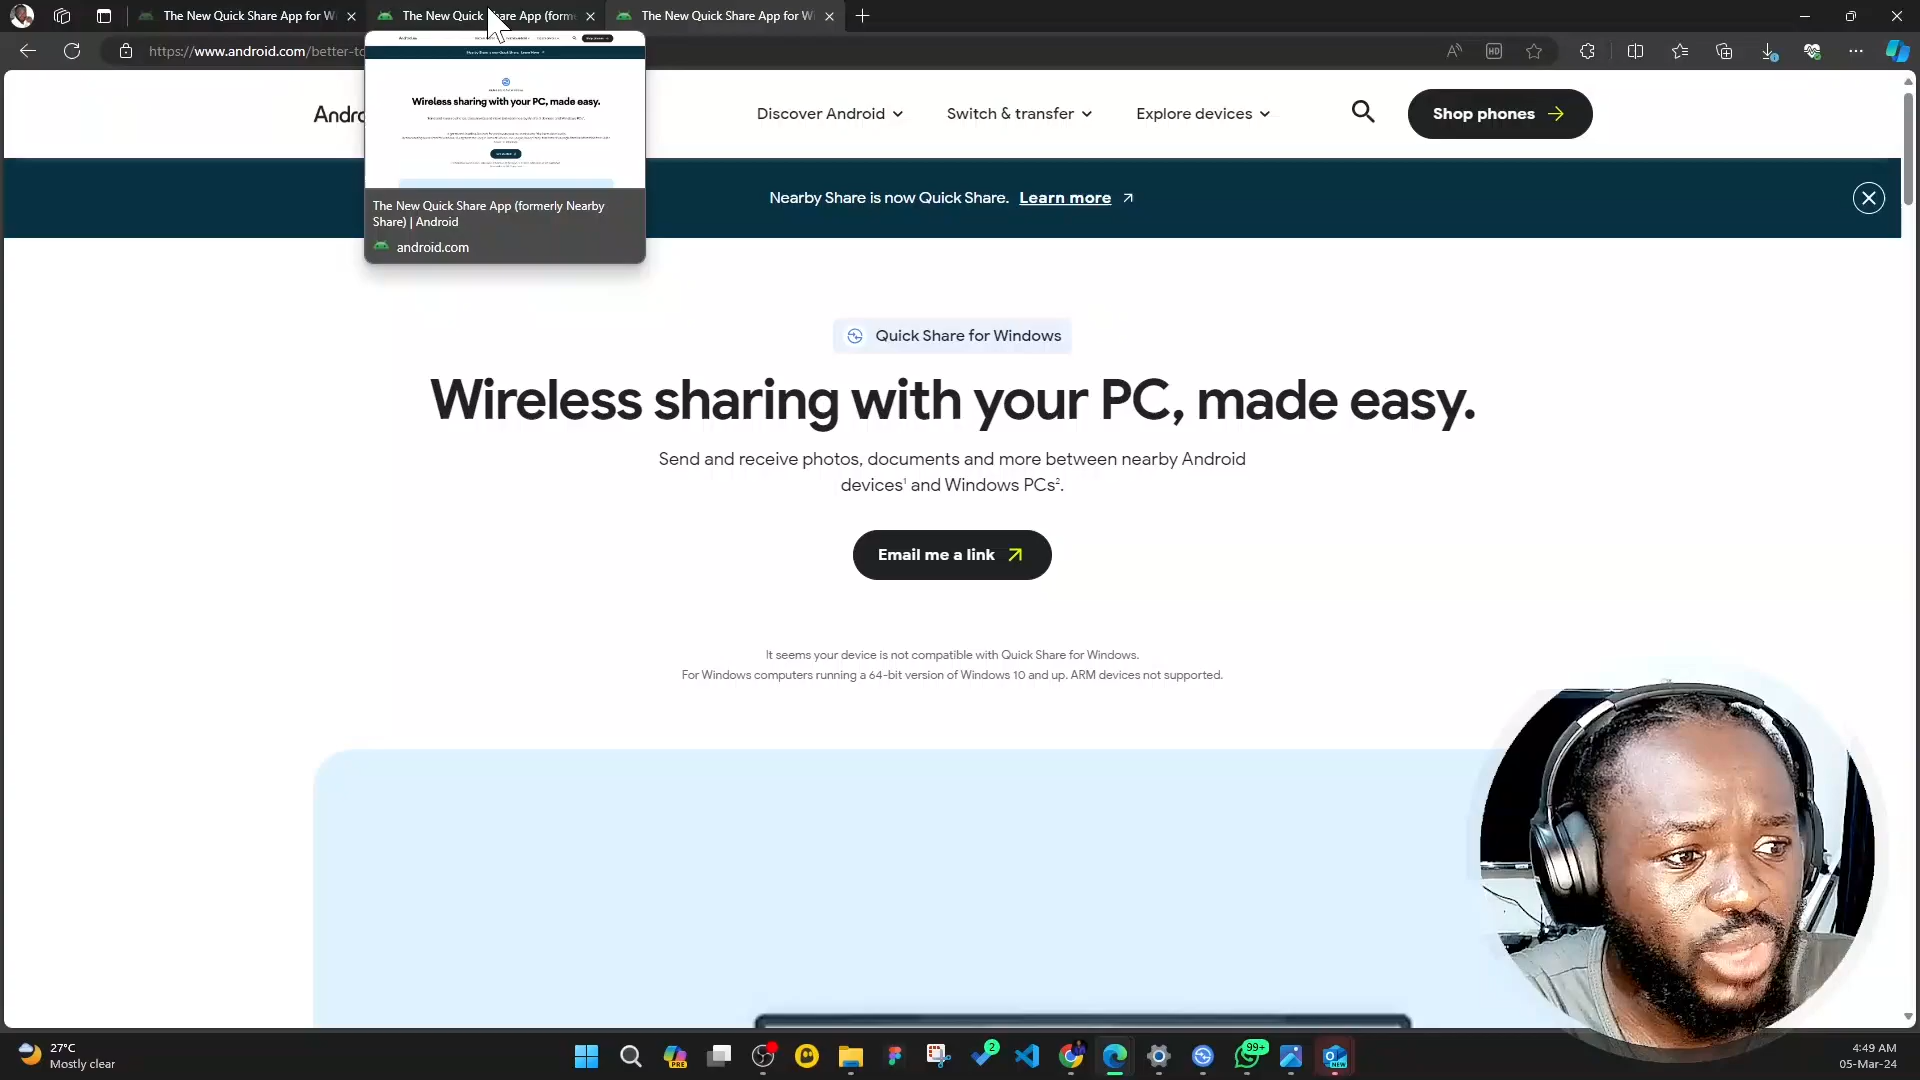 The New Quick Share App for W
The New Quick Share App (form
The New Quick Share App for W
https://www.android.com/better-to
HD
Discover Android
Switch & transfer
Explore devices
Shop phones
Wireless sharing with your PC, made easy.
The New Quick Share App (formerly Nearby
Share) | Android
android.com
Nearby Share is now Quick Share. Learn more
Quick Share for Windows
Wireless sharing with your PC, made easy.
Send and receive photos, documents and more between nearby Android
devices¹ and Windows PCs².
Email me a link
It seems your device is not compatible with Quick Share for Windows.
For Windows computers running a 64-bit version of Windows 10 and up. ARM devices not supported.
27°C
Mostly clear
PRE
2
99+
NEW
4:49 AM
05-Mar-24